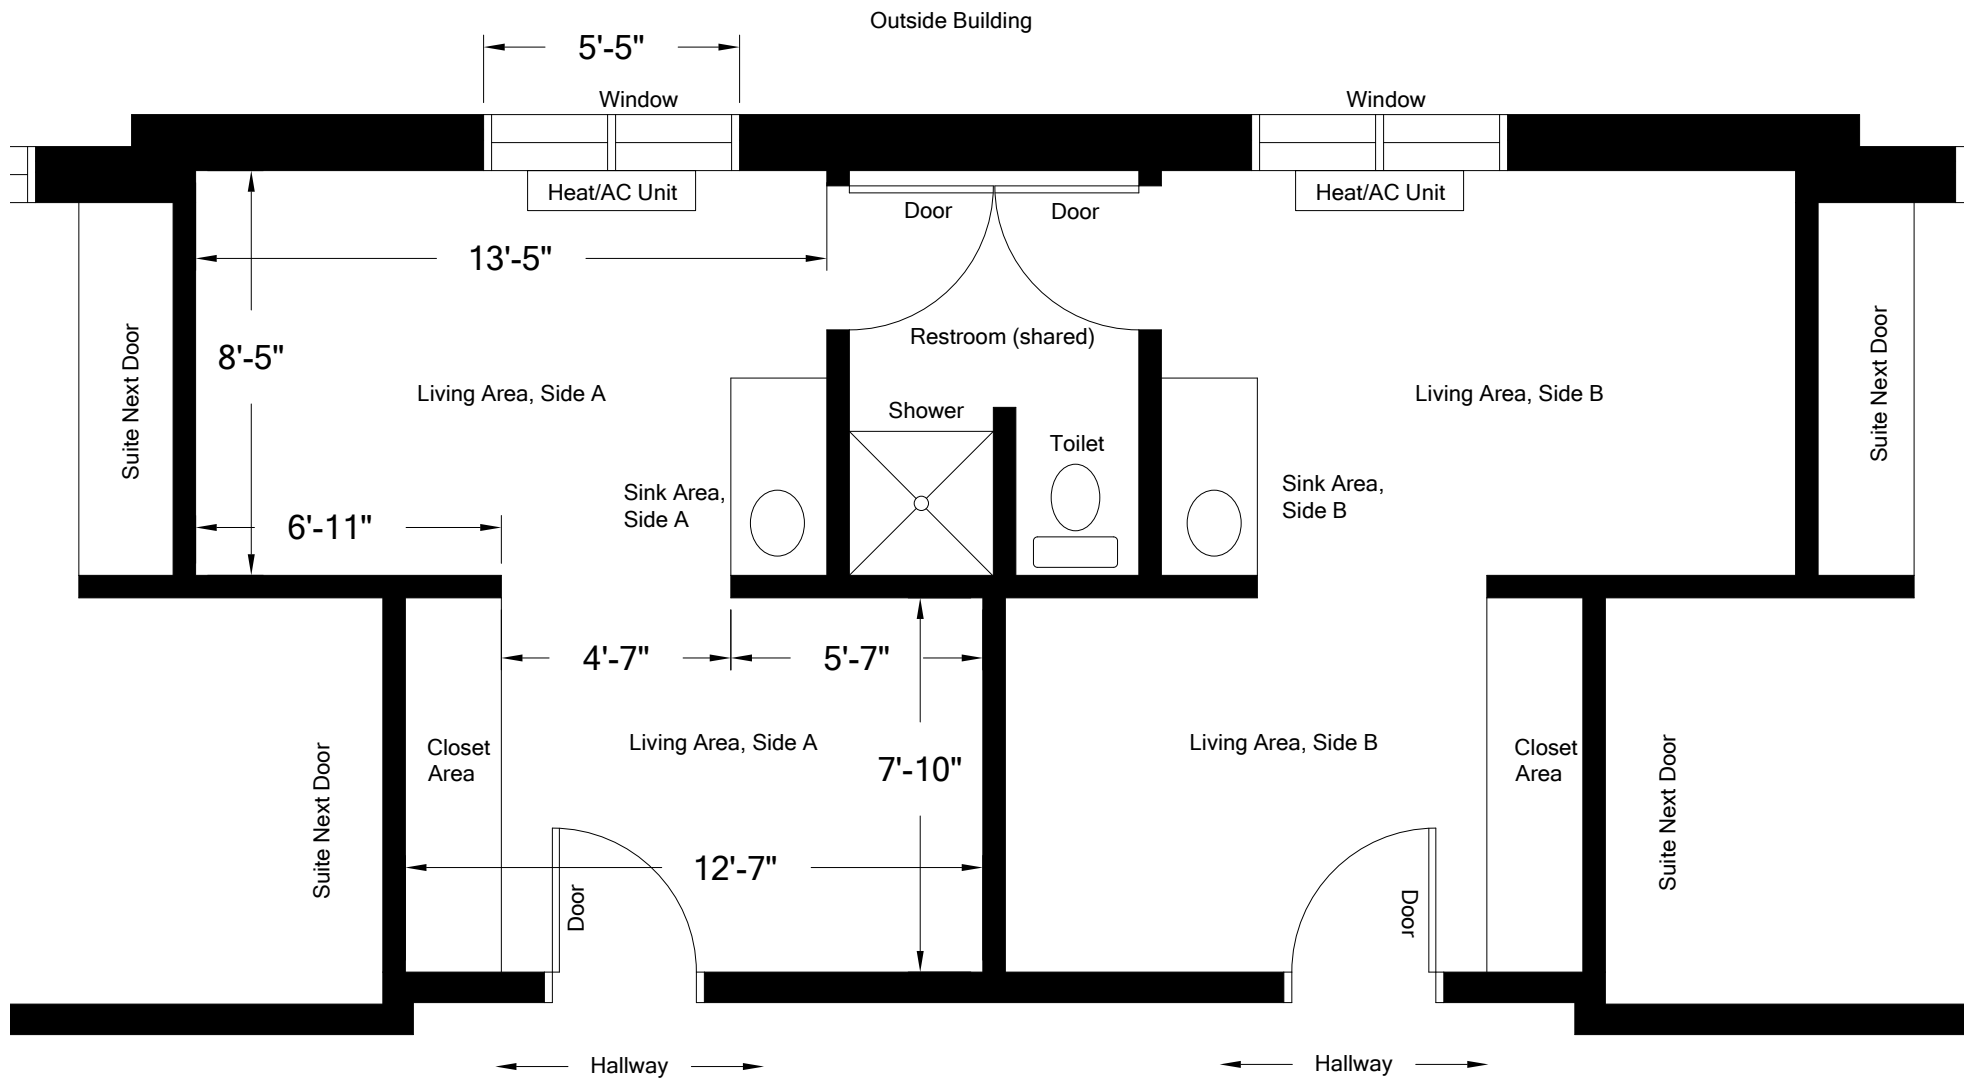 Outside Building
5'-5"
Window
Window
Heat/AC Unit
Heat/AC Unit
Door
Door
13'-5"
Restroom (shared)
8'-5"
Suite Next Door
Suite Next Door
Living Area, Side A
Living Area, Side B
Shower
Toilet
Sink Area,
Side A
Sink Area,
Side B
6'-11"
4'-7"
5'-7"
Living Area, Side A
Living Area, Side B
Closet
Area
Closet
Area
7'-10"
Suite Next Door
Suite Next Door
12'-7"
Door
Door
Hallway
Hallway